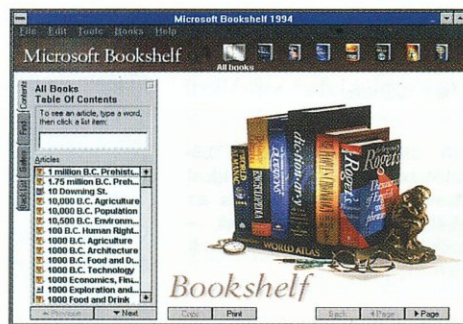 Microsoft Bookshelf 1994
File Edit Tools Books Help
Microsoft Bookshelf
All books
Contents
Find
Gallery
All Books
Table Of Contents
To see an article, type a word,
then click a list item:
Articles
1 million B.C. Prehist...
1.75 million B.C. Preh...
10 Downing St.
10,000 B.C. Agriculture
10,000 B.C. Population
10,500 B.C. Environm...
100 B.C. Human Right...
1000 B.C. Agriculture
1000 B.C. Architecture
1000 B.C. Food and D...
1000 B.C. Technology
1000 Economics, Fin...
1000 Exploration and...
1000 Food and Drink
Previous
Next
Copy
Print
Back
Page
Page
WORLD ALMANAC
ENCYCLOPEDIA
dictionary
Roget's
Thesaurus
WORLD ATLAS
Bookshelf